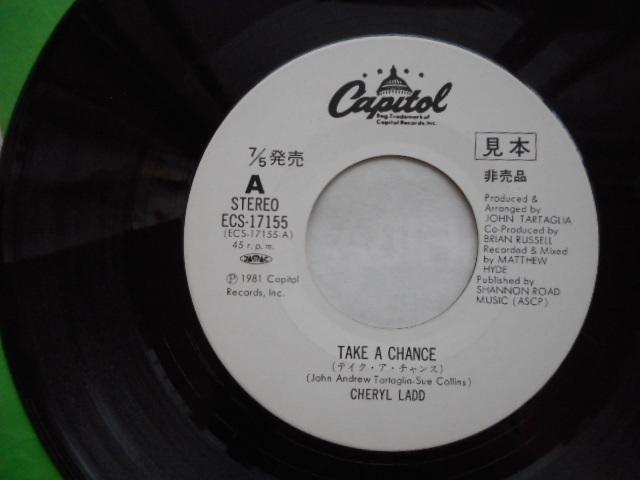 Capitol
Reg. Trademark of
Capitol Records, Inc.
7/5発売
A
STEREO
ECS-17155
(ECS-17155-A)
45 r.p.m.
JASRAC
Ⓟ 1981 Capitol
Records, Inc.
見本
非売品
Produced &
Arranged by
JOHN TARTAGLIA
Co-Produced by
BRIAN RUSSELL
Recorded & Mixed
by MATTHEW
HYDE
Published by
SHANNON ROAD
MUSIC (ASCP)
TAKE A CHANCE
(テイク・ア・チャンス)
(John Andrew Tartaglia-Sue Collins)
CHERYL LADD